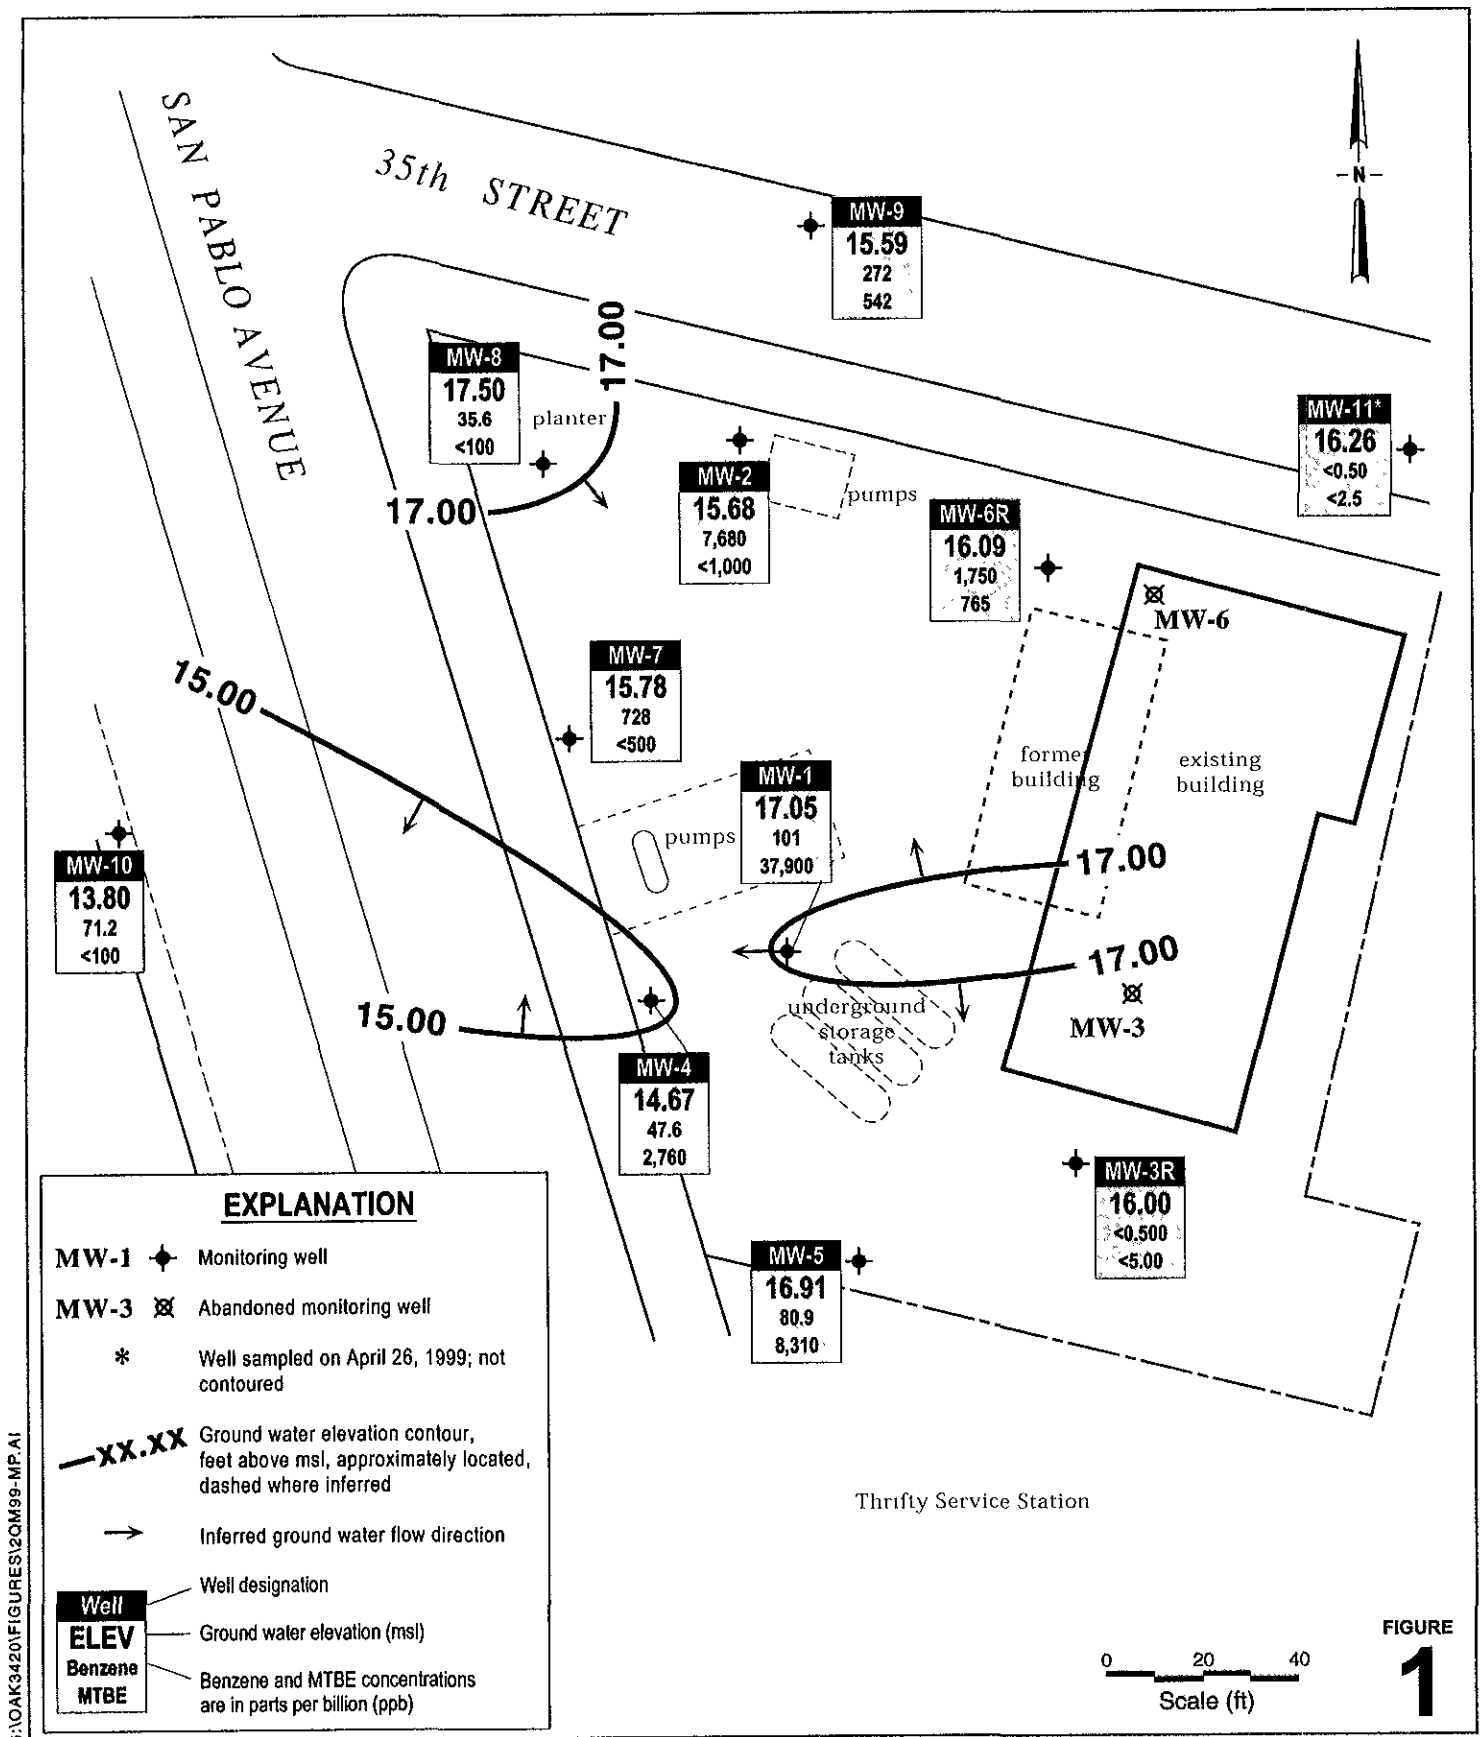 SAN PABLO AVENUE
35th STREET
N
MW-9
15.59
272
542
17.00
MW-8
17.50
35.6
<100
planter
17.00
MW-2
15.68
7,680
<1,000
pumps
MW-11*
16.26
<0.50
<2.5
MW-6R
16.09
1,750
765
MW-6
15.00
MW-7
15.78
728
<500
former
building
existing
building
MW-1
17.05
101
37,900
pumps
17.00
MW-10
13.80
71.2
<100
17.00
15.00
underground
storage
tanks
MW-3
MW-4
14.67
47.6
2,760
MW-3R
16.00
<0.500
<5.00
MW-5
16.91
80.9
8,310
EXPLANATION
MW-1 Monitoring well
MW-3 Abandoned monitoring well
* Well sampled on April 26, 1999; not
contoured
XX.XX Ground water elevation contour,
feet above msl, approximately located,
dashed where inferred
Inferred ground water flow direction
Well designation
Well
ELEV
Ground water elevation (msl)
Benzene
MTBE
Benzene and MTBE concentrations
are in parts per billion (ppb)
Thrifty Service Station
0 20 40
Scale (ft)
FIGURE
1
:\OAK3420\FIGURES\2QM99-MP.AI